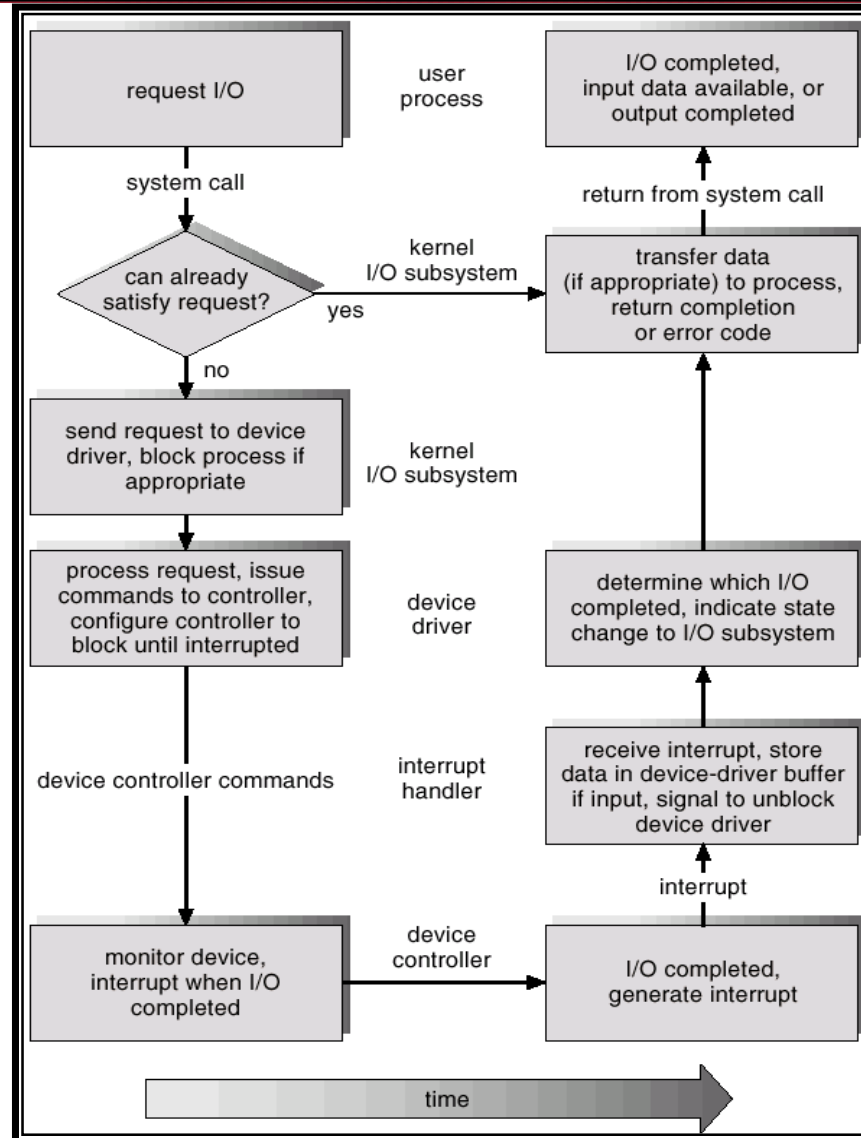 request I/O
user
process
I/O completed,
input data available, or
output completed
system call
return from system call
can already
satisfy request?
kernel
I/O subsystem
yes
transfer data
(if appropriate) to process,
return completion
or error code
no
send request to device
driver, block process if
appropriate
kernel
I/O subsystem
process request, issue
commands to controller,
configure controller to
block until interrupted
device
driver
determine which I/O
completed, indicate state
change to I/O subsystem
device controller commands
interrupt
handler
receive interrupt, store
data in device-driver buffer
if input, signal to unblock
device driver
interrupt
monitor device,
interrupt when I/O
completed
device
controller
I/O completed,
generate interrupt
time